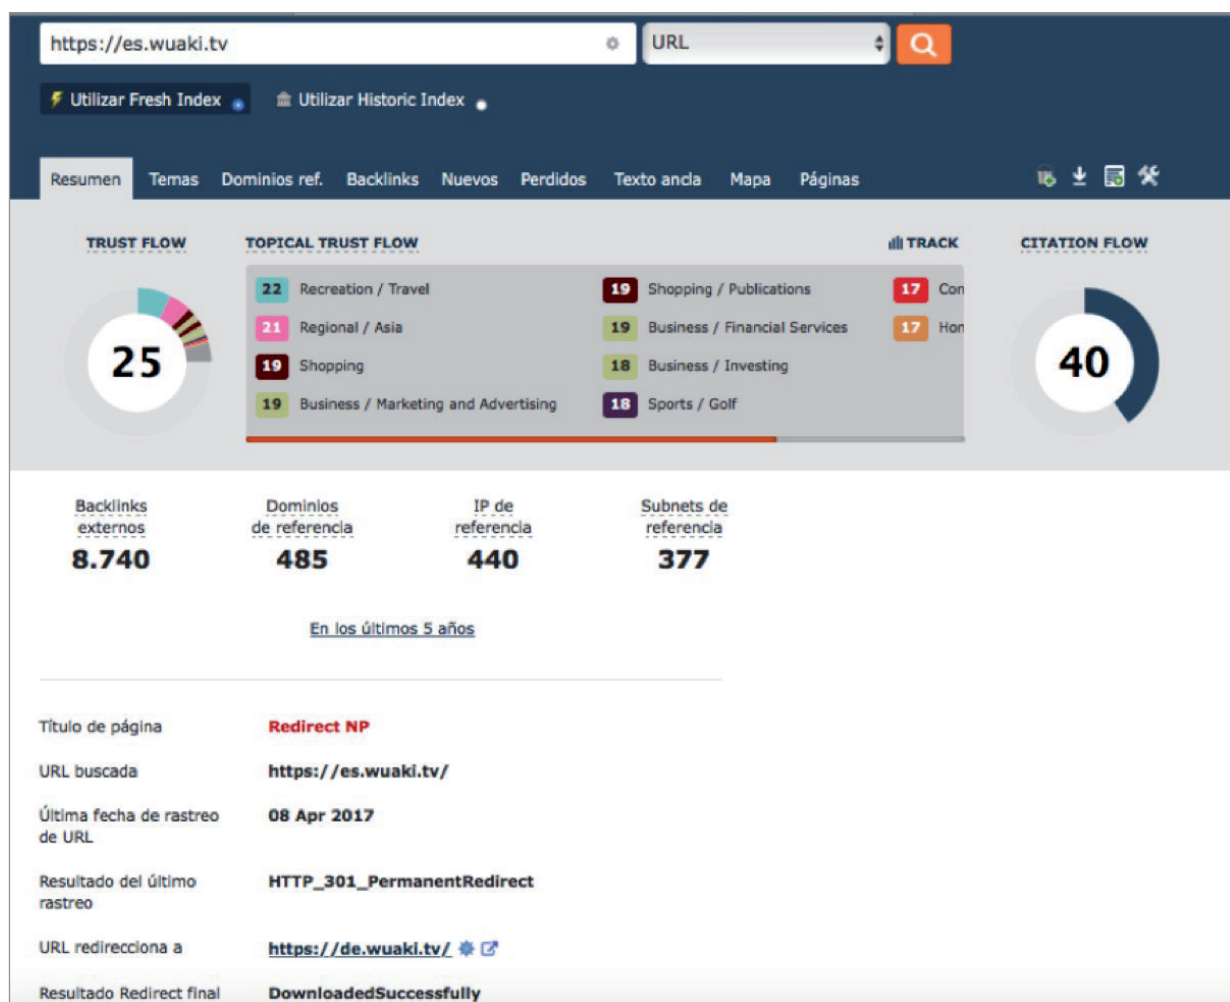 https://es.wuaki.tv
URL
Utilizar Fresh Index
Utilizar Historic Index
Resumen Temas Dominios ref. Backlinks Nuevos Perdidos Texto ancla Mapa Páginas
TRUST FLOW
25
TOPICAL TRUST FLOW
TRACK
22 Recreation / Travel
21 Regional / Asia
19 Shopping
19 Business / Marketing and Advertising
19 Shopping / Publications
19 Business / Financial Services
18 Business / Investing
18 Sports / Golf
17 Con
17 Hon
CITATION FLOW
40
Backlinks
externos
8.740
Dominios
de referencia
485
IP de
referencia
440
Subnets de
referencia
377
En los últimos 5 años
Título de página Redirect NP
URL buscada https://es.wuaki.tv/
Última fecha de rastreo
de URL
08 Apr 2017
Resultado del último
rastreo
HTTP_301_PermanentRedirect
URL redirecciona a https://de.wuaki.tv/
Resultado Redirect final DownloadedSuccessfully